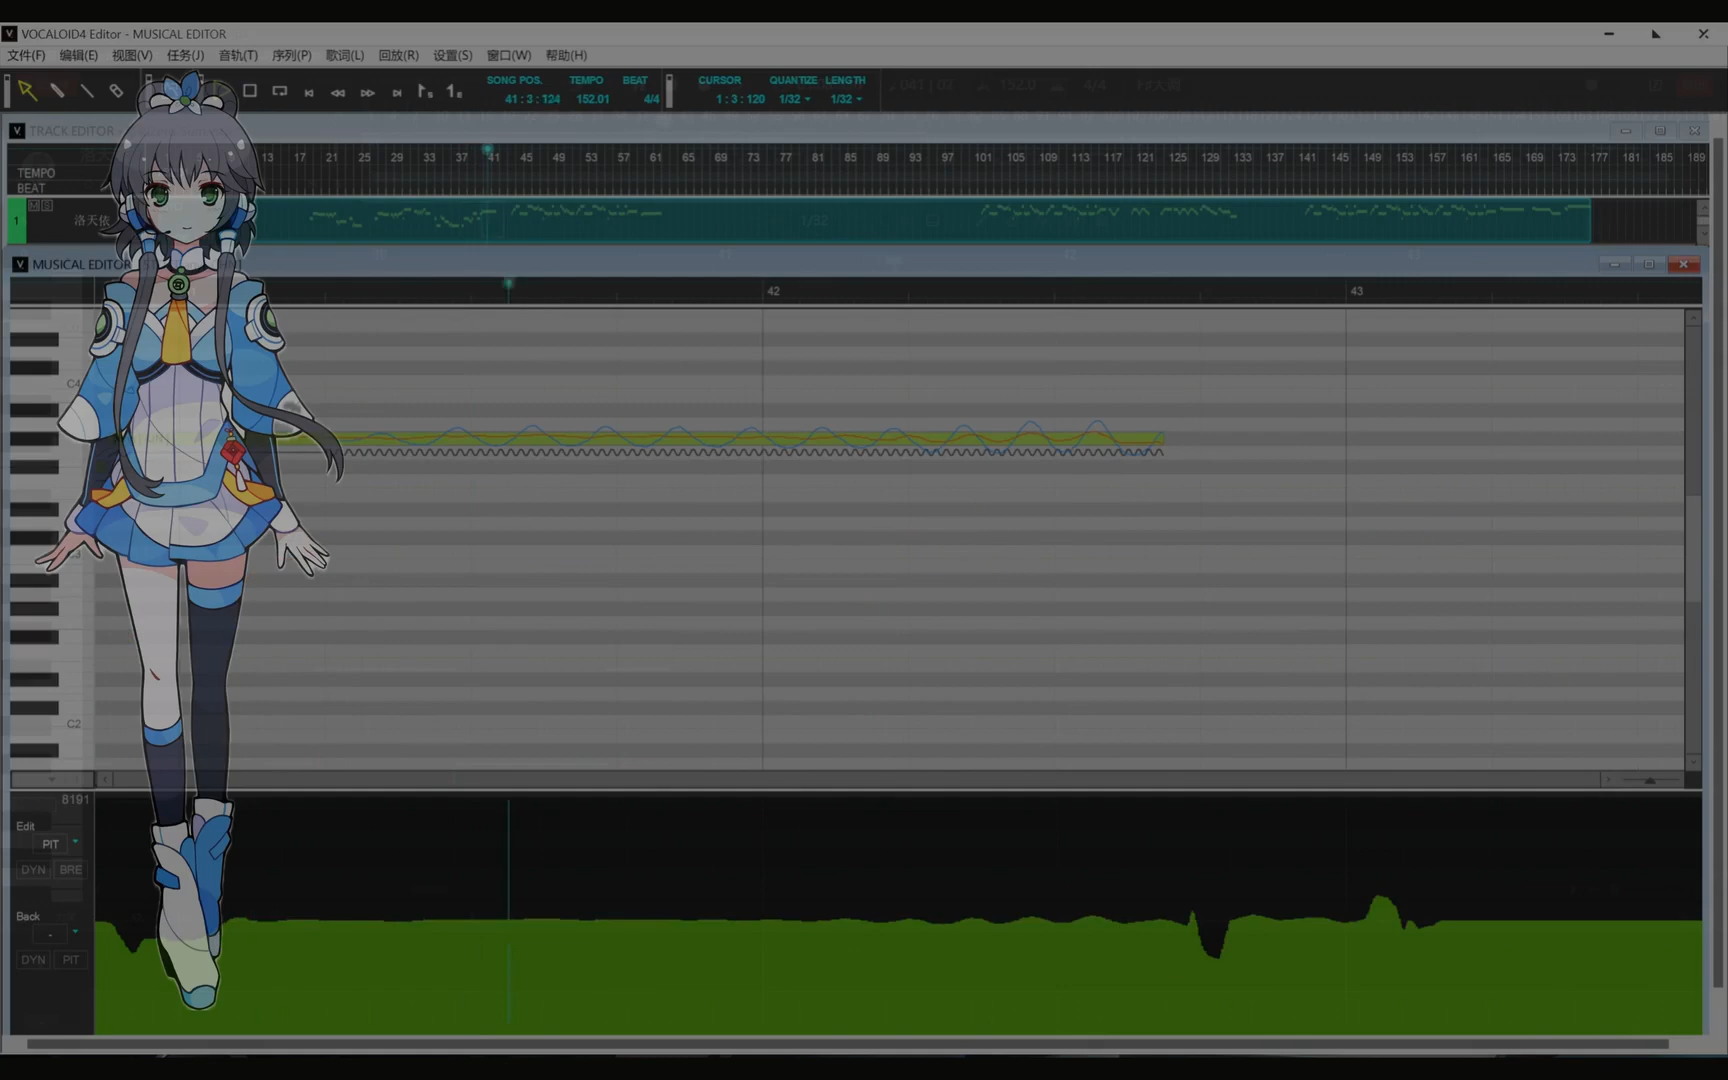 VOCALOID4 Editor - MUSICAL EDITOR
文件(F) 编辑(E) 视图(V) 任务(J) 音轨(T) 序列(P) 歌词(L) 回放(R) 设置(S) 窗口(W) 帮助(H)
SONG POS. TEMPO BEAT CURSOR QUANTIZE LENGTH
41 : 3 : 124 152.01 4/4 1 : 3 : 120 1/32 1/32
TRACK EDITOR
13 17 21 25 29 33 37 41 45 49 53 57 61 65 69 73 77 81 85 89 93 97 101 105 109 113 117 121 125 129 133 137 141 145 149 153 157 161 165 169 173 177 181 185 189
TEMPO
BEAT
1 M S 洛天依
MUSICAL EDITOR
42 43
C4
C2
8191
Edit
PIT
DYN BRE
Back
-
DYN PIT